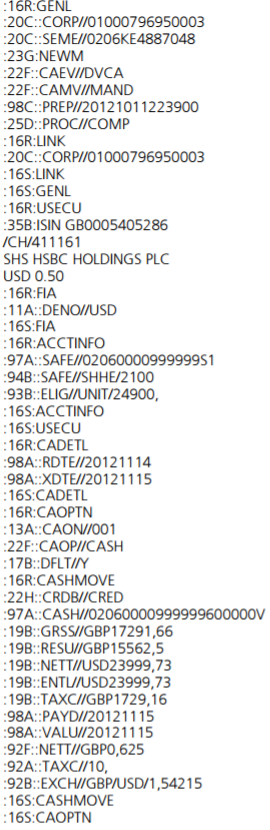 :16R:GENL
:20C::CORP//01000796950003
:20C::SEME//0206KE4887048
:23G:NEWM
:22F::CAEV//DVCA
:22F::CAMV//MAND
:98C::PREP//20121011223900
:25D::PROC//COMP
:16R:LINK
:20C::CORP//01000796950003
:16S:LINK
:16S:GENL
:16R:USECU
:35B:ISIN GB0005405286
/CH/411161
SHS HSBC HOLDINGS PLC
USD 0.50
:16R:FIA
:11A::DENO//USD
:16S:FIA
:16R:ACCTINFO
:97A::SAFE//02060000999999S1
:94B::SAFE//SHHE/2100
:93B::ELIG//UNIT/24900,
:16S:ACCTINFO
:16S:USECU
:16R:CADETL
:98A::RDTE//20121114
:98A::XDTE//20121115
:16S:CADETL
:16R:CAOPTN
:13A::CAON//001
:22F::CAOP//CASH
:17B::DFLT//Y
:16R:CASHMOVE
:22H::CRDB//CRED
:97A::CASH//02060000999999600000V
:19B::GRSS//GBP17291,66
:19B::RESU//GBP15562,5
:19B::NETT//USD23999,73
:19B::ENTL//USD23999,73
:19B::TAXC//GBP1729,16
:98A::PAYD//20121115
:98A::VALU//20121115
:92F::NETT//GBP0,625
:92A::TAXC//10,
:92B::EXCH//GBP/USD/1,54215
:16S:CASHMOVE
:16S:CAOPTN